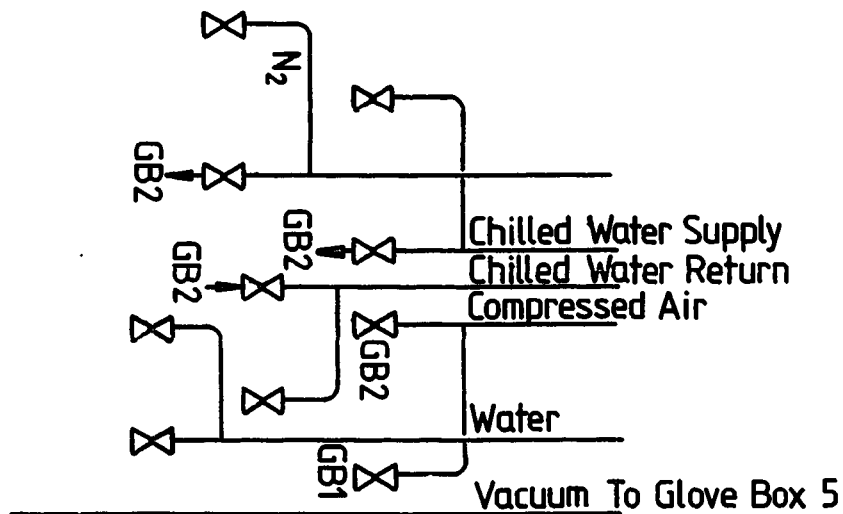 N2
GB2
GB2
Chilled Water Supply
GB2
Chilled Water Return
Compressed Air
GB2
Water
GB1
Vacuum To Glove Box 5